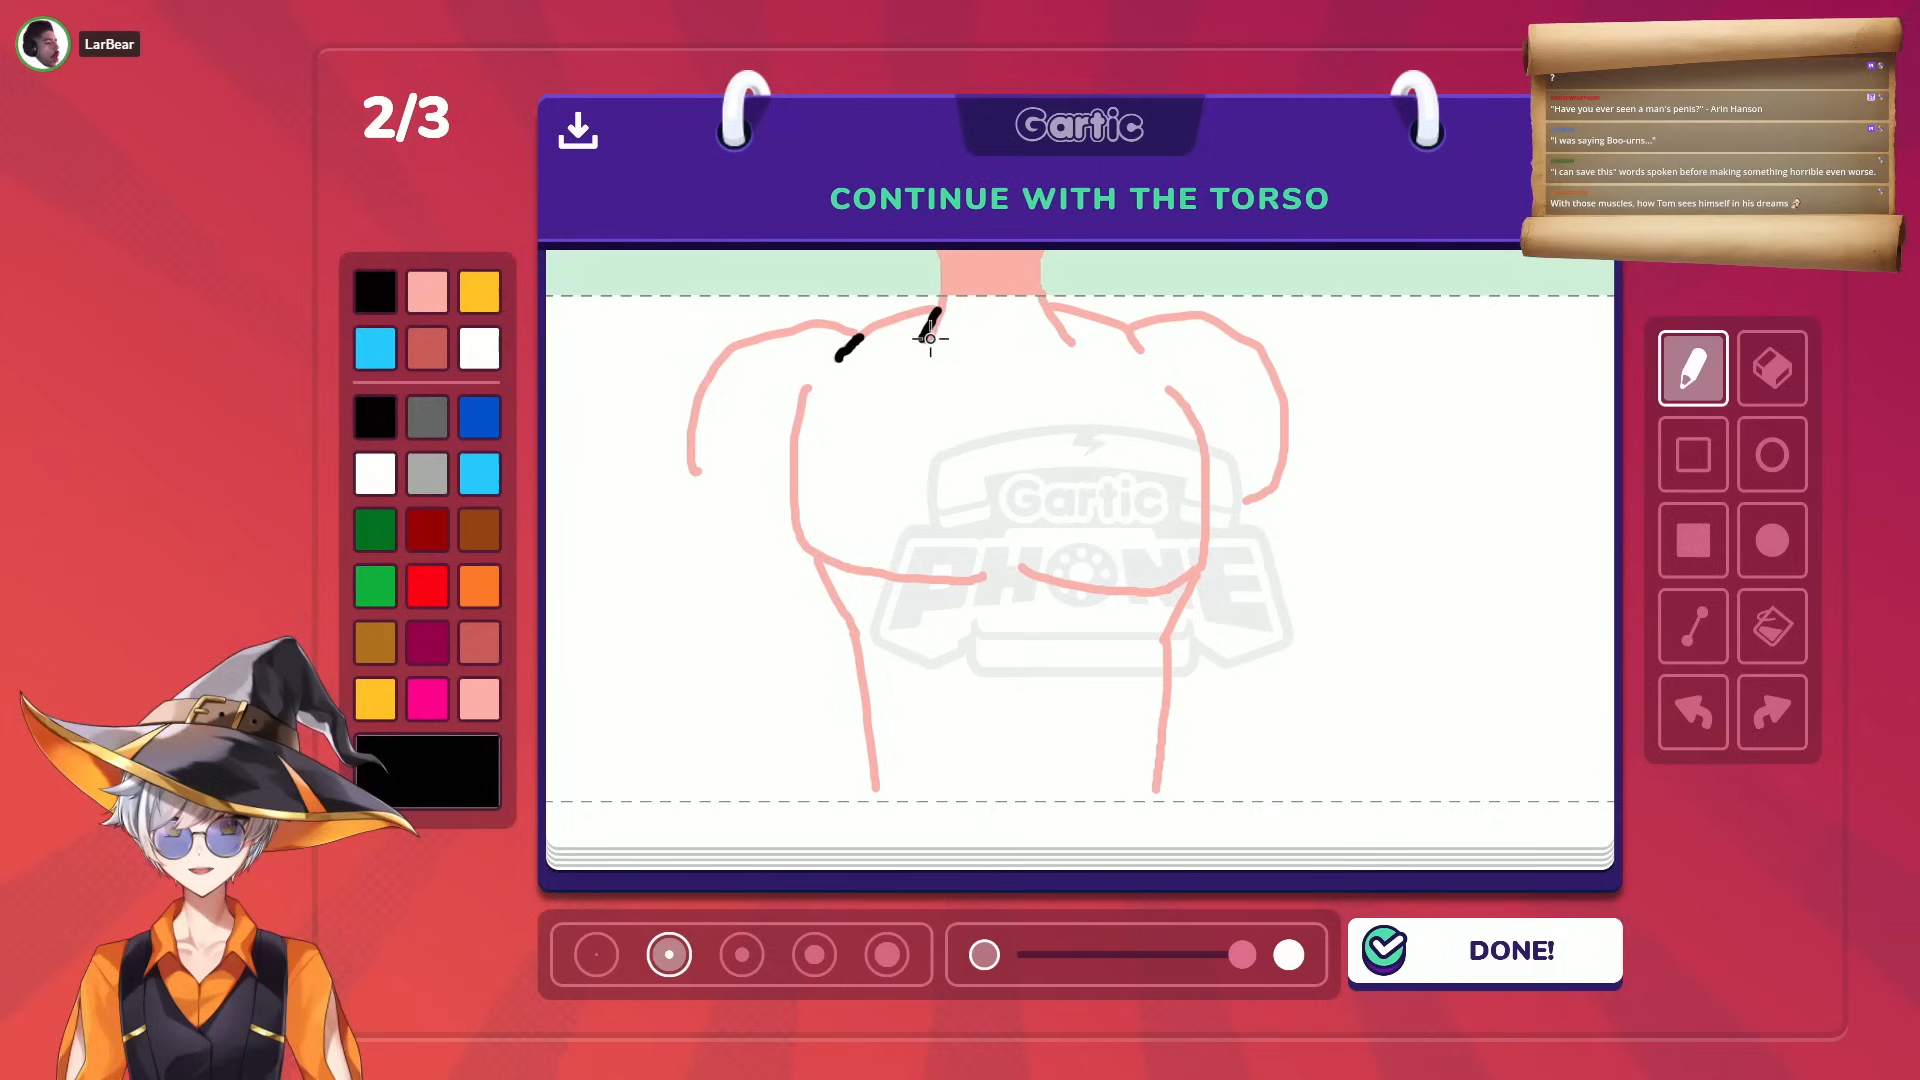 LarBear
2/3
Gartic
CONTINUE WITH THE TORSO
?
"Have you ever seen a man's penis?" - Arin Hanson
"I was saying Boo-urns..."
"I can save this" words spoken before making something horrible even worse.
With those muscles, how Tom sees himself in his dreams
Gartic
PHONE
DONE!